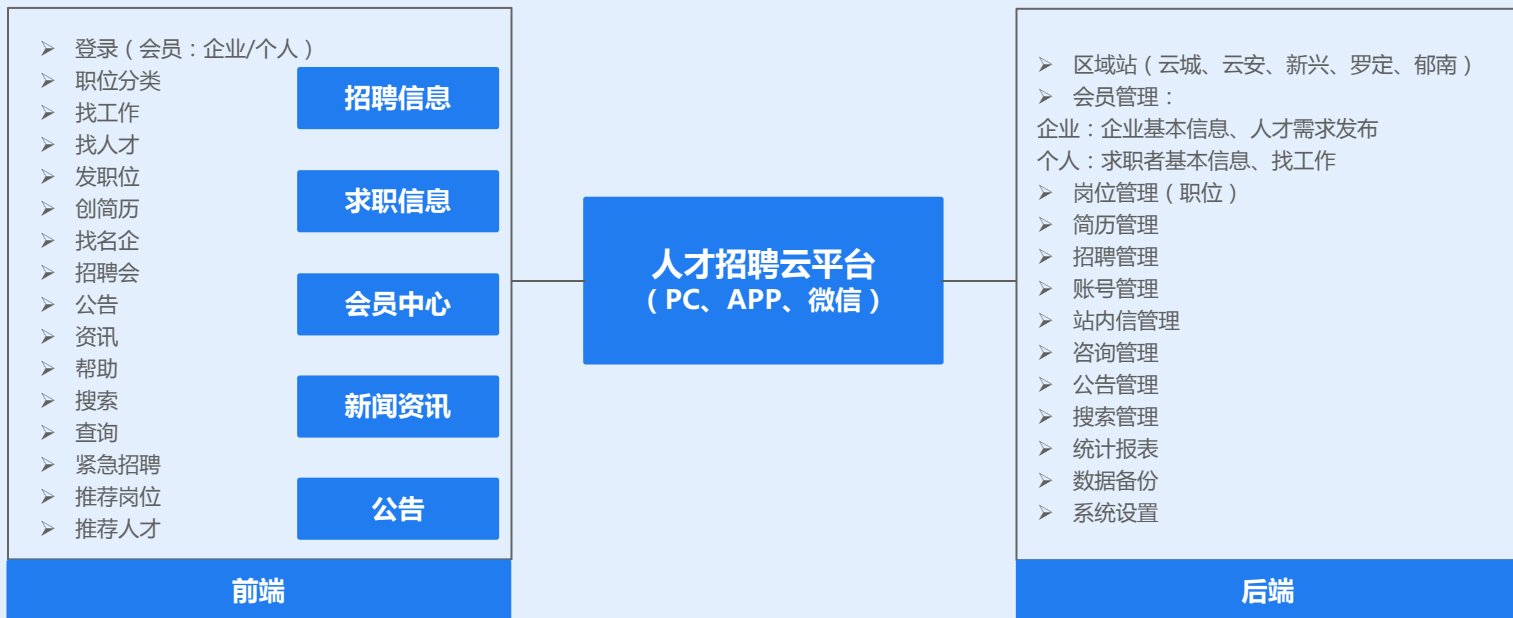 登录（会员：企业/个人）
职位分类
找工作
找人才
发职位
创简历
找名企
招聘会
公告
资讯
帮助
搜索
查询
紧急招聘
推荐岗位
推荐人才
招聘信息
求职信息
会员中心
新闻资讯
公告
前端
人才招聘云平台
（PC、APP、微信）
区域站（云城、云安、新兴、罗定、郁南）
会员管理：
企业：企业基本信息、人才需求发布
个人：求职者基本信息、找工作
岗位管理（职位）
简历管理
招聘管理
账号管理
站内信管理
咨询管理
公告管理
搜索管理
统计报表
数据备份
系统设置
后端